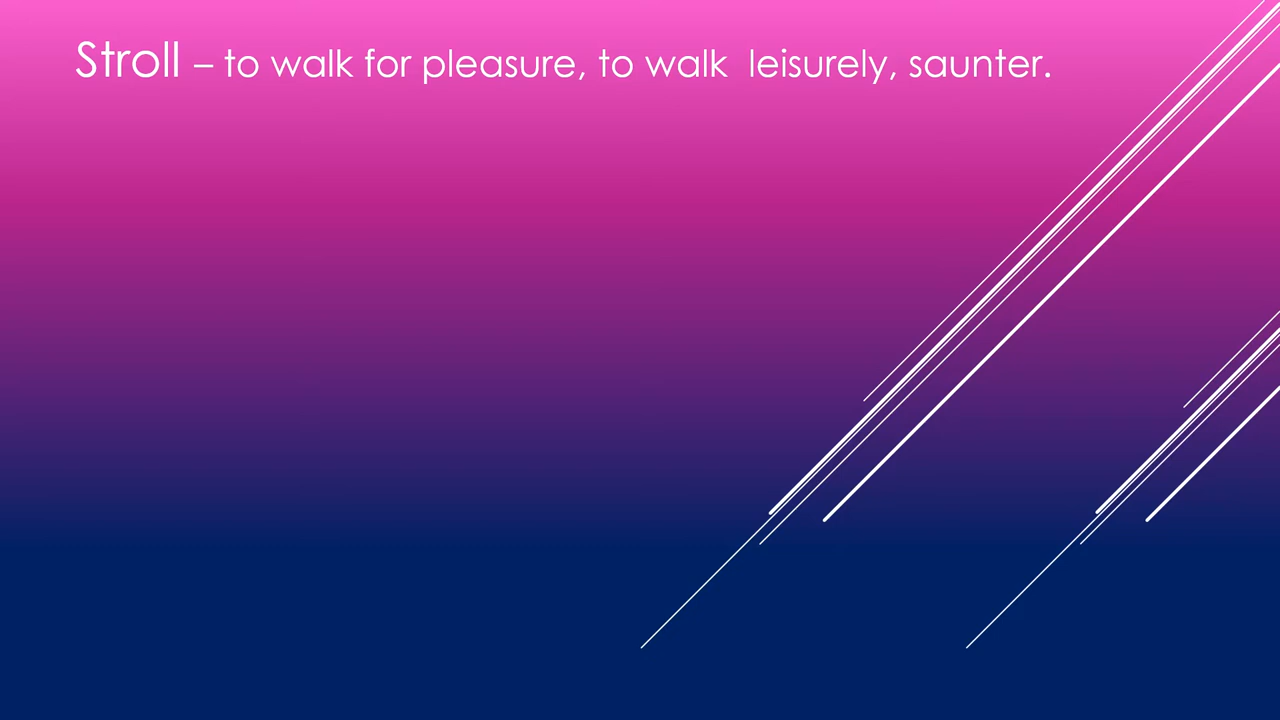 Stroll – to walk for pleasure, to walk  leisurely, saunter.